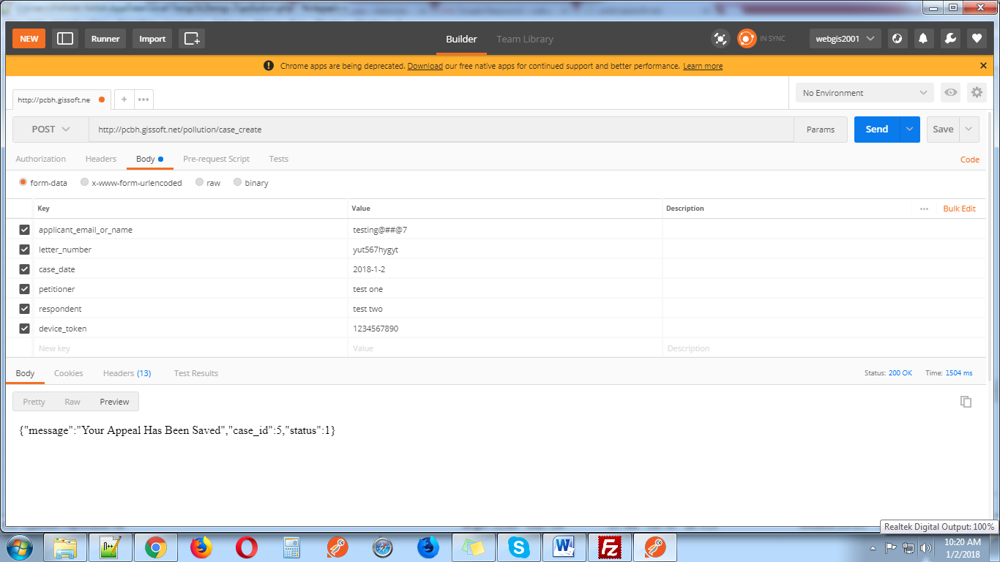 NEW Runner Import Builder Team Library IN SYNC webgis2001
Chrome apps are being deprecated. Download our free native apps for continued support and better performance. Learn more
http://pcbh.gissoft.ne + ••• No Environment
POST http://pcbh.gissoft.net/pollution/case_create Params Send Save
Authorization Headers Body Pre-request Script Tests Code
form-data x-www-form-urlencoded raw binary
Key Value Description ••• Bulk Edit
applicant_email_or_name testing@##@7
letter_number yut567hygyt
case_date 2018-1-2
petitioner test one
respondent test two
device_token 1234567890
New key Value Description
Body Cookies Headers (13) Test Results Status: 200 OK Time: 1504 ms
Pretty Raw Preview
{"message":"Your Appeal Has Been Saved","case_id":5,"status":1}
Realtek Digital Output: 100%
10:20 AM
1/2/2018